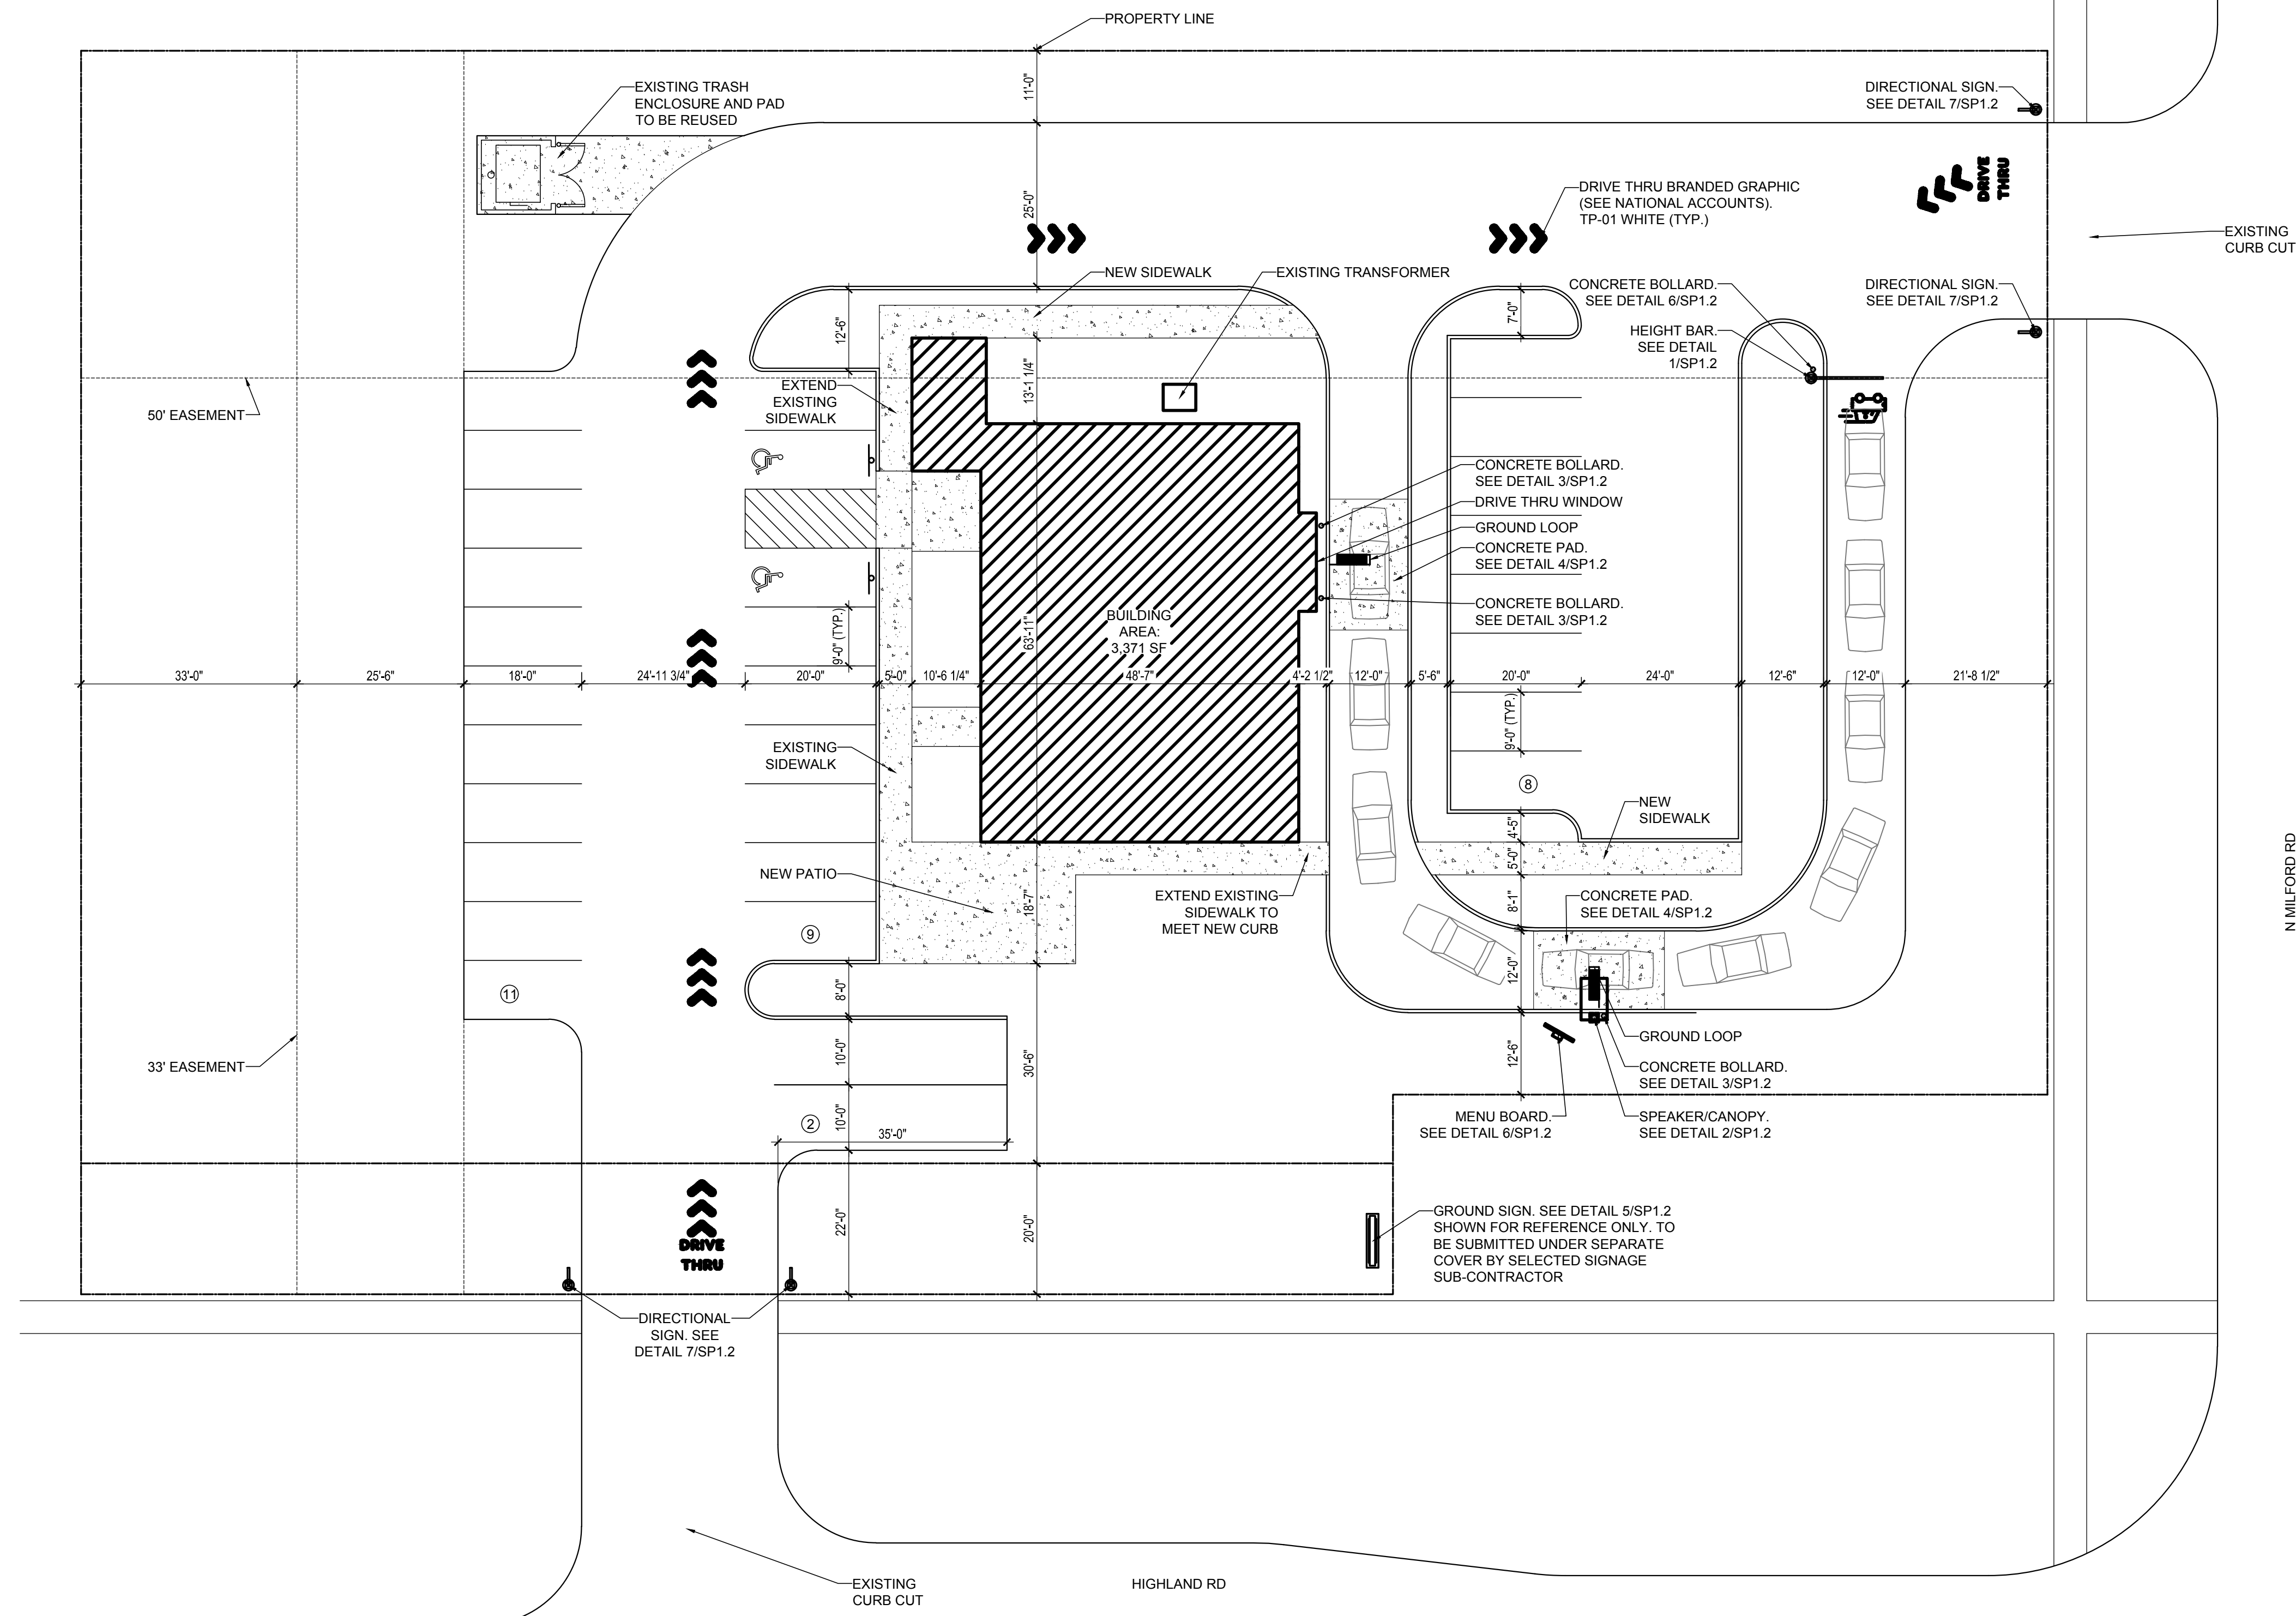 PROPERTY LINE
11'-0"
EXISTING TRASH
ENCLOSURE AND PAD
TO BE REUSED
DIRECTIONAL SIGN.
SEE DETAIL 7/SP1.2
DRIVE
THRU
25'-0"
DRIVE THRU BRANDED GRAPHIC
(SEE NATIONAL ACCOUNTS).
TP-01 WHITE (TYP.)
EXISTING
CURB CUT
NEW SIDEWALK
EXISTING TRANSFORMER
CONCRETE BOLLARD.
SEE DETAIL 6/SP1.2
DIRECTIONAL SIGN.
SEE DETAIL 7/SP1.2
12'-6"
7'-0"
HEIGHT BAR.
SEE DETAIL
1/SP1.2
13'-1 1/4"
EXTEND
EXISTING
SIDEWALK
50' EASEMENT
CONCRETE BOLLARD.
SEE DETAIL 3/SP1.2
DRIVE THRU WINDOW
GROUND LOOP
CONCRETE PAD.
SEE DETAIL 4/SP1.2
CONCRETE BOLLARD.
SEE DETAIL 3/SP1.2
9'-0" (TYP.)
63'-11"
BUILDING
AREA:
3,371 SF
33'-0"
25'-6"
18'-0"
24'-11 3/4"
20'-0"
5'-0"
10'-6 1/4"
48'-7"
4'-2 1/2"
12'-0"
5'-6"
20'-0"
24'-0"
12'-6"
12'-0"
21'-8 1/2"
9'-0" (TYP.)
EXISTING
SIDEWALK
8
NEW
SIDEWALK
4'-5"
5'-0"
N MILFORD RD
NEW PATIO
18'-7"
EXTEND EXISTING
SIDEWALK TO
MEET NEW CURB
8'-1"
CONCRETE PAD.
SEE DETAIL 4/SP1.2
9
12'-0"
11
8'-0"
GROUND LOOP
33' EASEMENT
10'-0"
30'-6"
12'-6"
CONCRETE BOLLARD.
SEE DETAIL 3/SP1.2
2
10'-0"
35'-0"
MENU BOARD.
SEE DETAIL 6/SP1.2
SPEAKER/CANOPY.
SEE DETAIL 2/SP1.2
22'-0"
20'-0"
DRIVE
THRU
GROUND SIGN. SEE DETAIL 5/SP1.2
SHOWN FOR REFERENCE ONLY. TO
BE SUBMITTED UNDER SEPARATE
COVER BY SELECTED SIGNAGE
SUB-CONTRACTOR
DIRECTIONAL
SIGN. SEE
DETAIL 7/SP1.2
EXISTING
CURB CUT
HIGHLAND RD